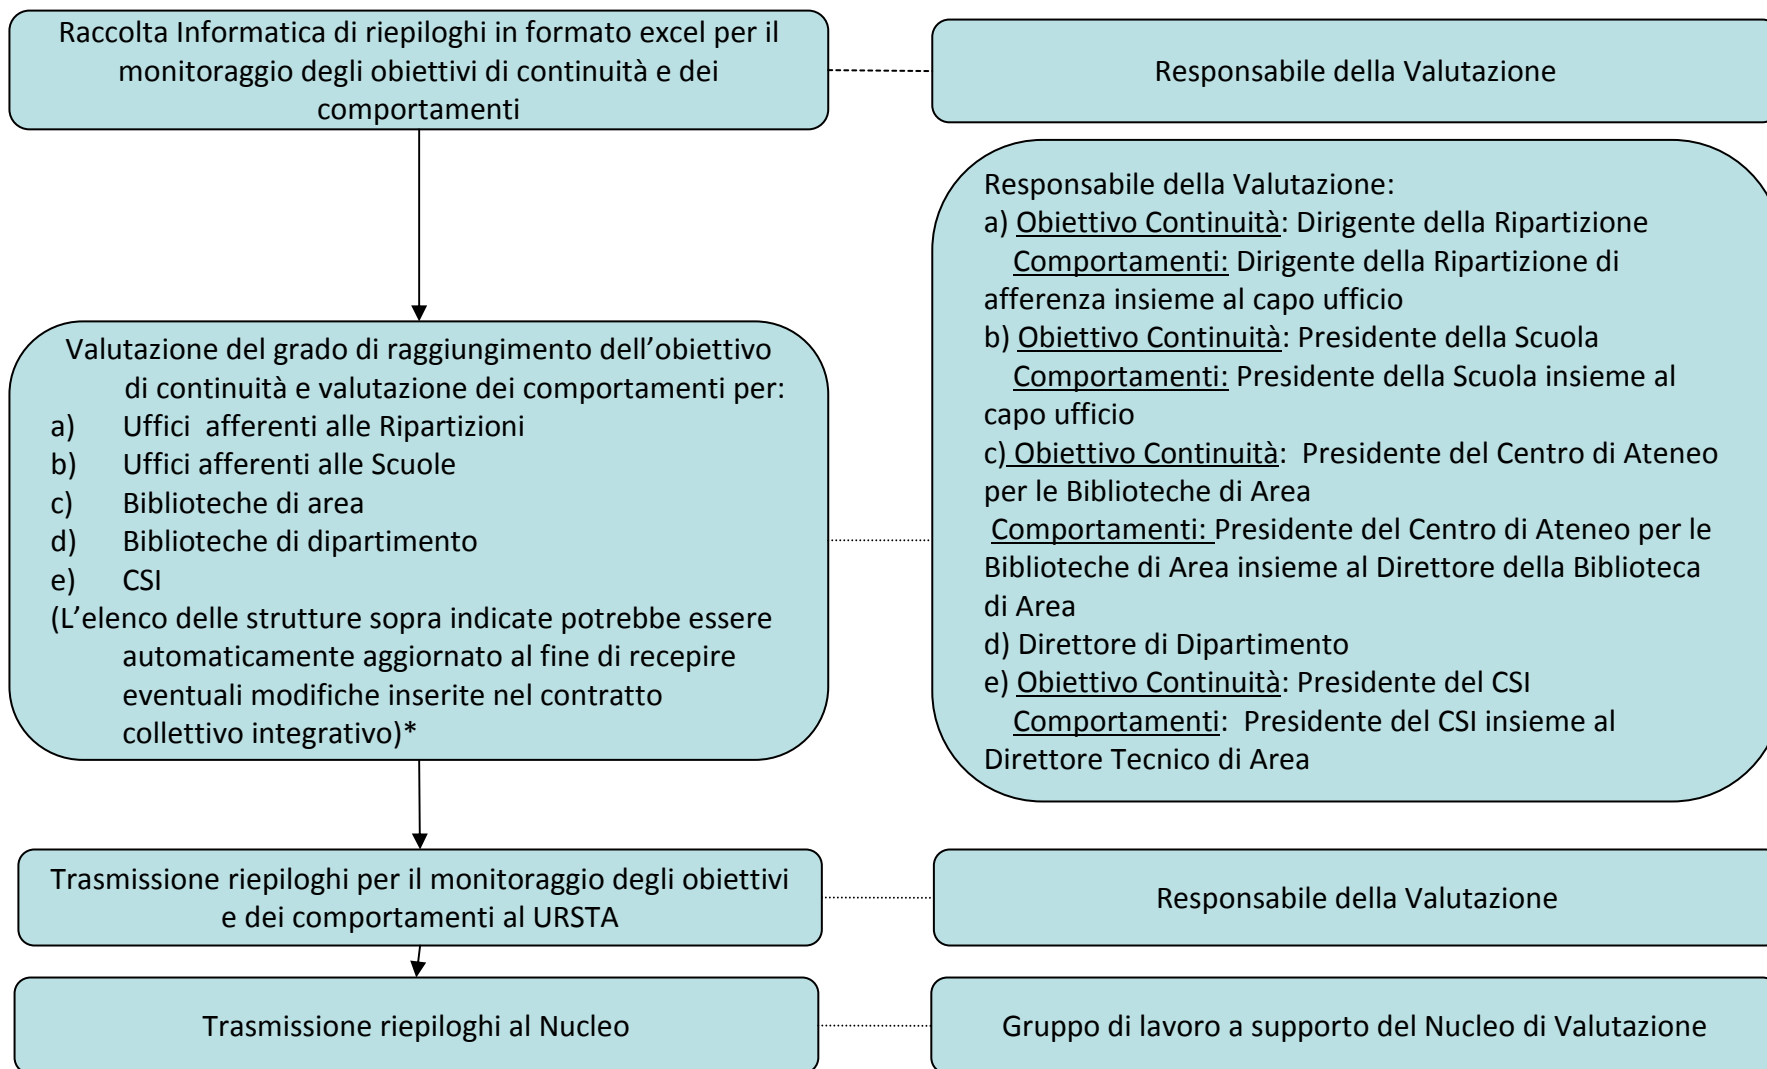 Raccolta Informatica di riepiloghi in formato excel per il
monitoraggio degli obiettivi di continuità e dei
comportamenti
Responsabile della Valutazione
Valutazione del grado di raggiungimento dell’obiettivo
di continuità e valutazione dei comportamenti per:
a) Uffici afferenti alle Ripartizioni
b) Uffici afferenti alle Scuole
c) Biblioteche di area
d) Biblioteche di dipartimento
e) CSI
(L’elenco delle strutture sopra indicate potrebbe essere
automaticamente aggiornato al fine di recepire
eventuali modifiche inserite nel contratto
collettivo integrativo)*
Responsabile della Valutazione:
a) Obiettivo Continuità: Dirigente della Ripartizione
Comportamenti: Dirigente della Ripartizione di
afferenza insieme al capo ufficio
b) Obiettivo Continuità: Presidente della Scuola
Comportamenti: Presidente della Scuola insieme al
capo ufficio
c) Obiettivo Continuità: Presidente del Centro di Ateneo
per le Biblioteche di Area
Comportamenti: Presidente del Centro di Ateneo per le
Biblioteche di Area insieme al Direttore della Biblioteca
di Area
d) Direttore di Dipartimento
e) Obiettivo Continuità: Presidente del CSI
Comportamenti: Presidente del CSI insieme al
Direttore Tecnico di Area
Trasmissione riepiloghi per il monitoraggio degli obiettivi
e dei comportamenti al URSTA
Responsabile della Valutazione
Trasmissione riepiloghi al Nucleo
Gruppo di lavoro a supporto del Nucleo di Valutazione